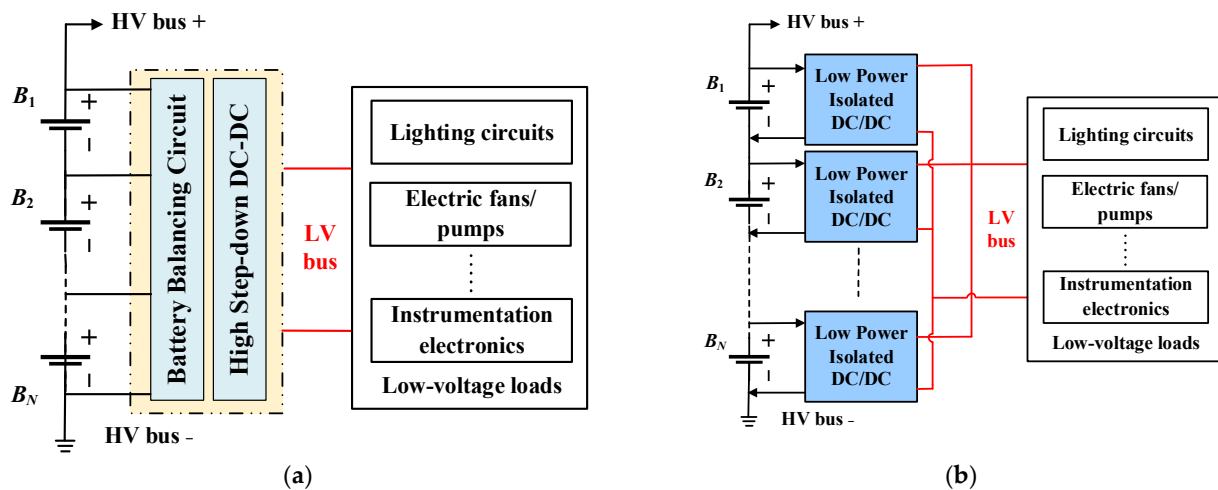 HV bus +
B1
+
–
B2
+
–
BN
+
–
HV bus -
Battery Balancing Circuit
High Step-down DC-DC
LV
bus
Lighting circuits
Electric fans/
pumps
Instrumentation
electronics
Low-voltage loads
(a)
HV bus +
B1
+
–
B2
+
–
BN
+
–
HV bus -
Low Power
Isolated
DC/DC
Low Power
Isolated
DC/DC
Low Power
Isolated
DC/DC
LV
bus
Lighting circuits
Electric fans/
pumps
Instrumentation
electronics
Low-voltage loads
(b)